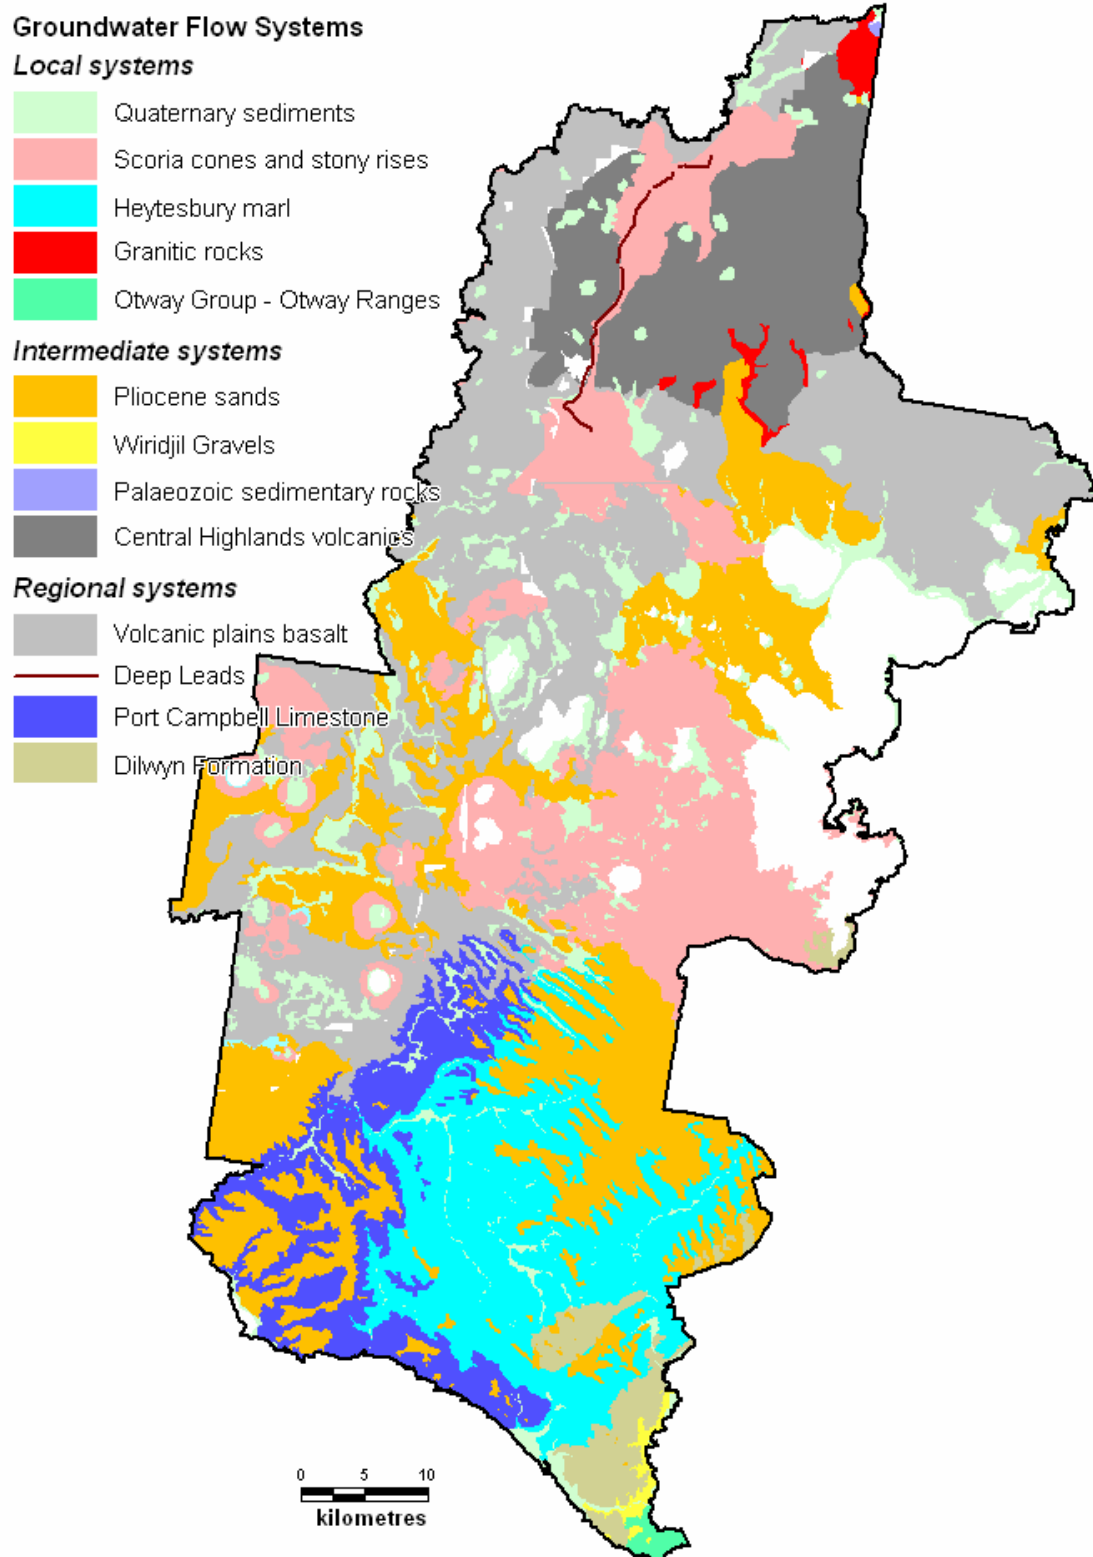 Groundwater Flow Systems
Local systems
Quaternary sediments
Scoria cones and stony rises
Heytesbury marl
Granitic rocks
Otway Group - Otway Ranges
Intermediate systems
Pliocene sands
Wiridjil Gravels
Palaeozoic sedimentary rocks
Central Highlands volcanics
Regional systems
Volcanic plains basalt
Deep Leads
Port Campbell Limestone
Dilwyn Formation
0 5 10
kilometres